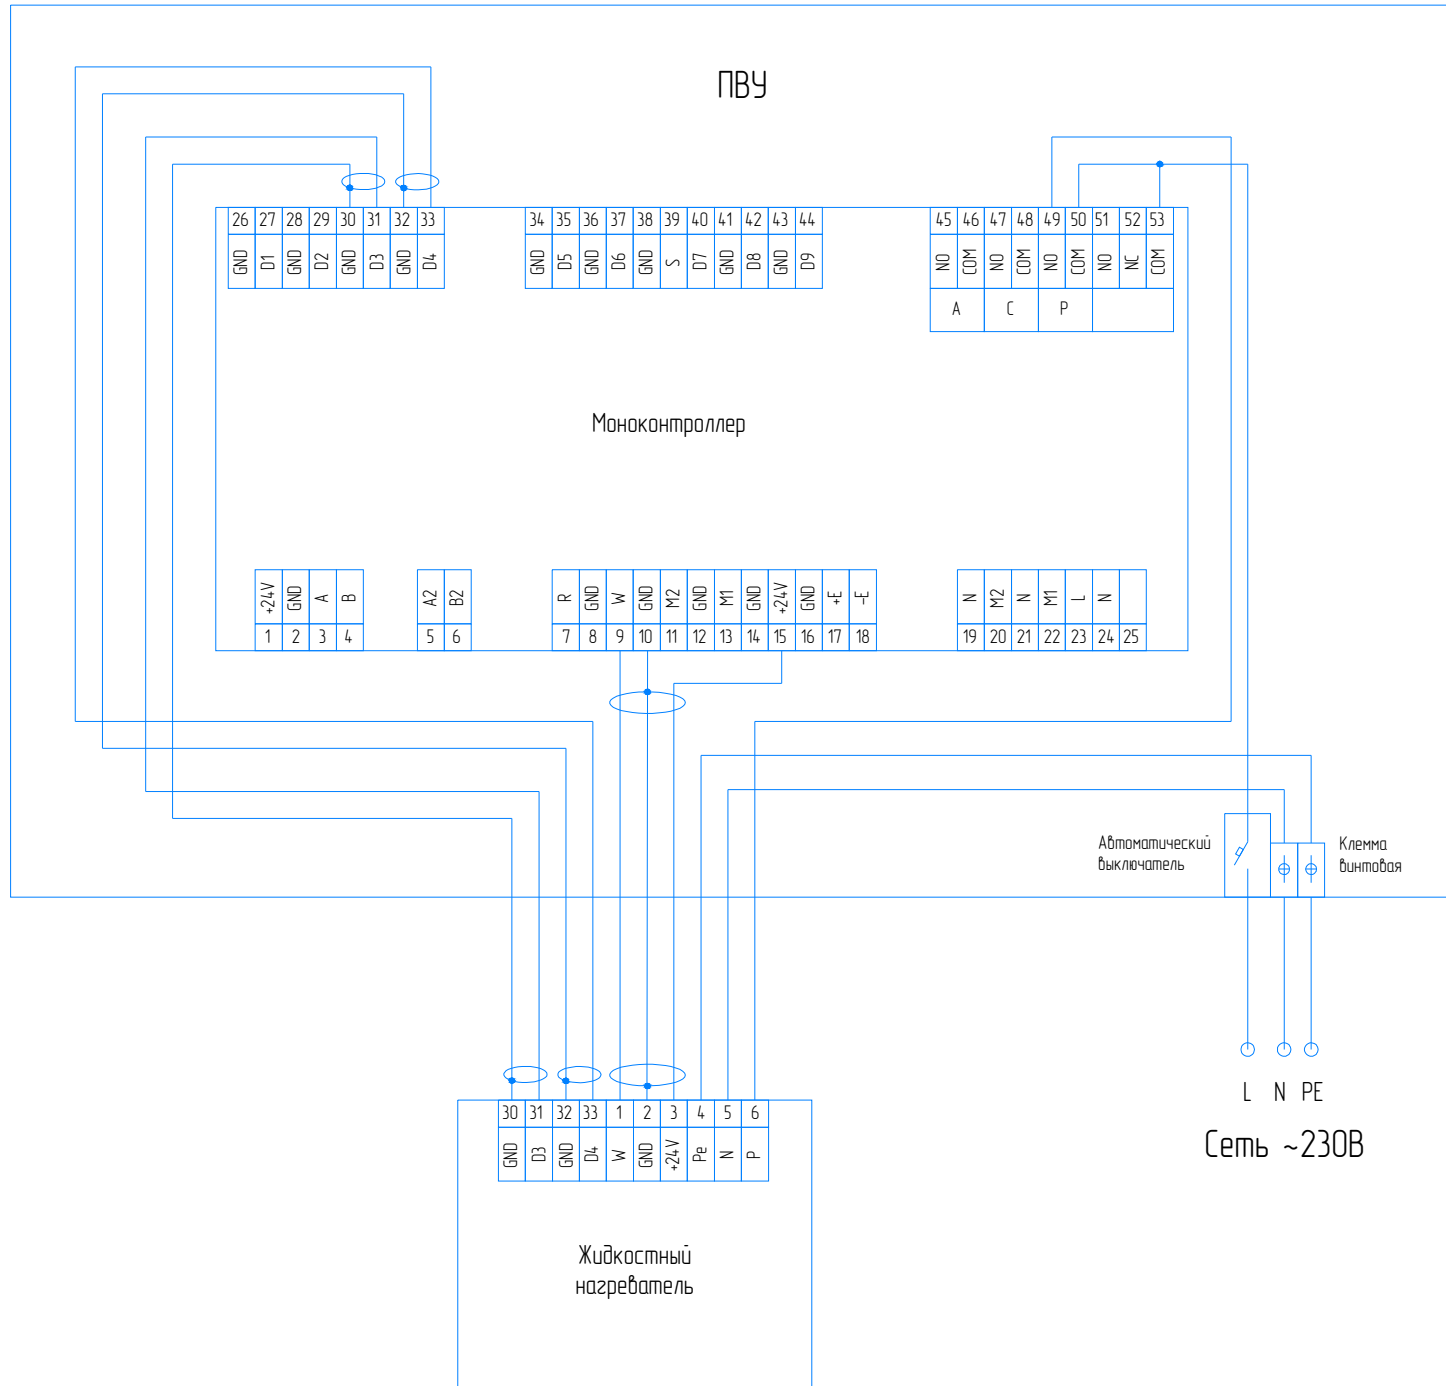 ПВУ
26 27 28 29 30 31 32 33
GND D1 GND D2 GND D3 GND D4
34 35 36 37 38 39 40 41 42 43 44
GND D5 GND D6 GND S D7 GND D8 GND D9
45 46 47 48 49 50 51 52 53
NO COM NO COM NO COM NO NC COM
A C P
Моноконтроллер
+24V GND A B
1 2 3 4
A2 B2
5 6
R GND W GND M2 GND M1 GND +24V GND +E -E
7 8 9 10 11 12 13 14 15 16 17 18
N M2 N M1 L N
19 20 21 22 23 24 25
Автоматический
выключатель
Клемма
винтовая
L N PE
Сеть ~230В
30 31 32 33 1 2 3 4 5 6
GND D3 GND D4 W GND +24V Pe N P
Жидкостный
нагреватель